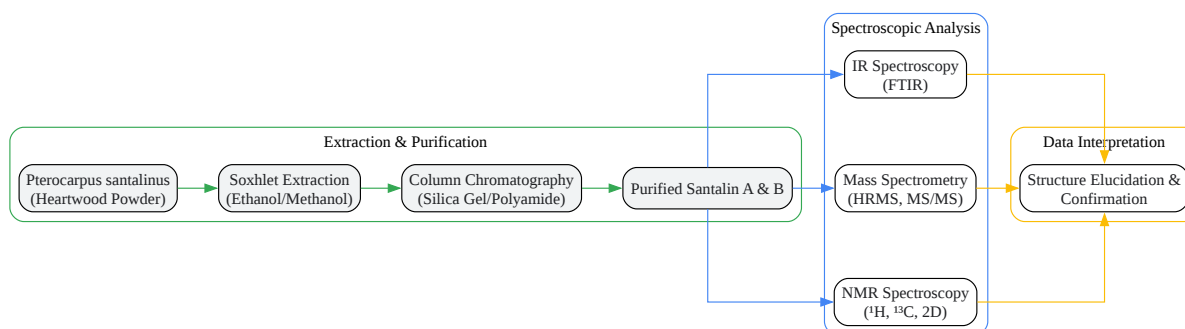 Spectroscopic Analysis
IR Spectroscopy
(FTIR)
Extraction & Purification
Data Interpretation
Pterocarpus santalinus
(Heartwood Powder)
Soxhlet Extraction
(Ethanol/Methanol)
Column Chromatography
(Silica Gel/Polyamide)
Purified Santalin A & B
Mass Spectrometry
(HRMS, MS/MS)
Structure Elucidation &
Confirmation
NMR Spectroscopy
(¹H, ¹³C, 2D)